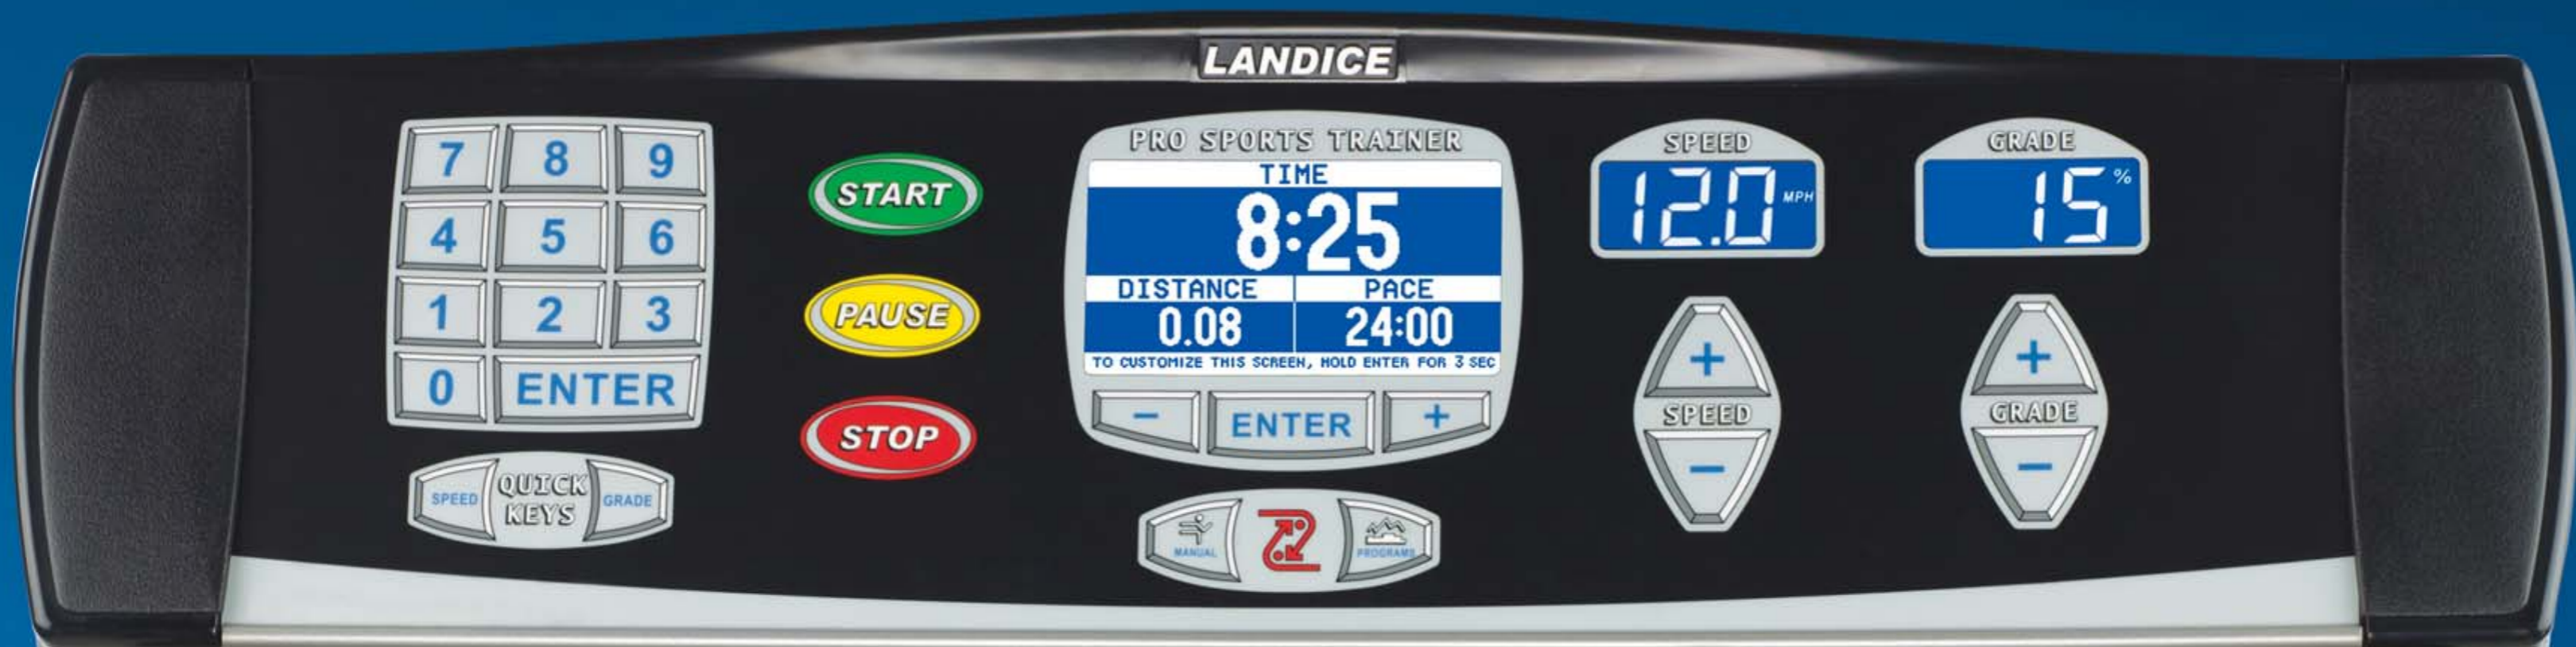 LANDICE
7 8 9
4 5 6
1 2 3
0 ENTER
SPEED QUICK KEYS GRADE
START
PAUSE
STOP
PRO SPORTS TRAINER
TIME
8:25
DISTANCE PACE
0.08 24:00
TO CUSTOMIZE THIS SCREEN, HOLD ENTER FOR 3 SEC
- ENTER +
MANUAL PROGRAMS
SPEED
12.0 MPH
+
SPEED
-
GRADE
15 %
+
GRADE
-